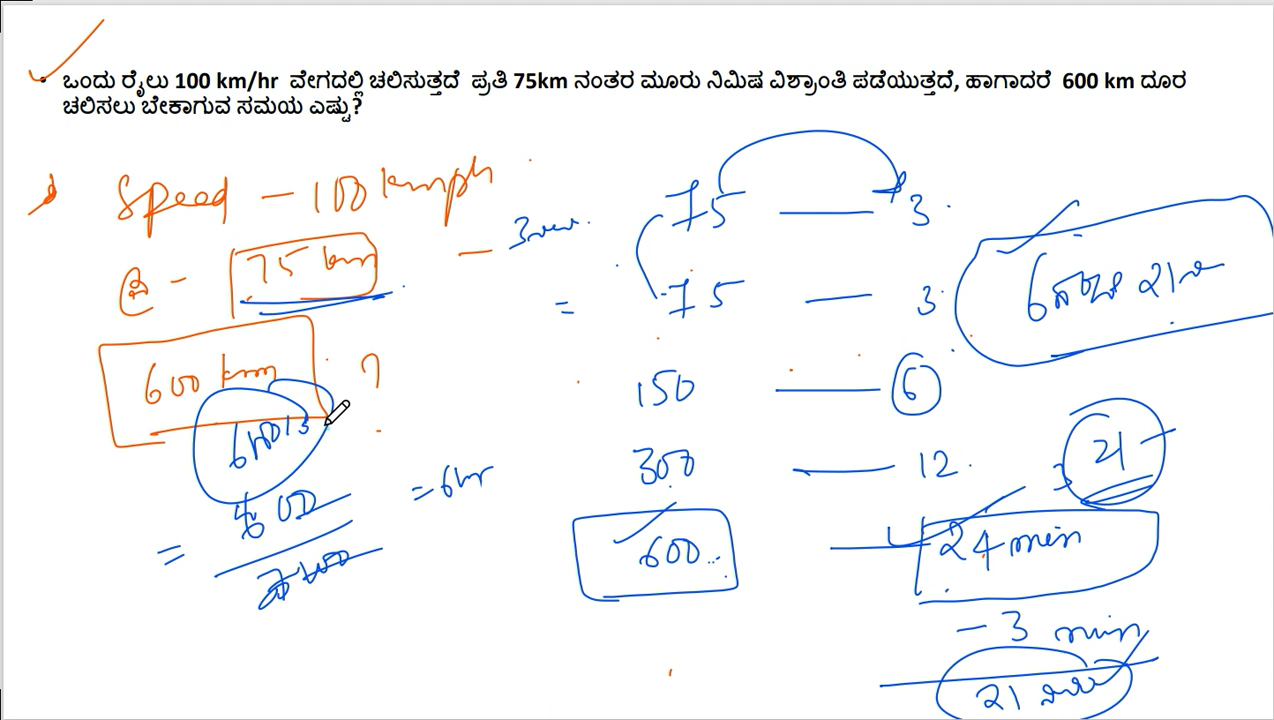 ಒಂದು ರೈಲು 100 km/hr ವೇಗದಲ್ಲಿ ಚಲಿಸುತ್ತದೆ ಪ್ರತಿ 75km ನಂತರ ಮೂರು ನಿಮಿಷ ವಿಶ್ರಾಂತಿ ಪಡೆಯುತ್ತದೆ, ಹಾಗಾದರೆ 600 km ದೂರ
ಚಲಿಸಲು ಬೇಕಾಗುವ ಸಮಯ ಎಷ್ಟು?
Speed - 100 kmph
75 km -
600 km ?
= 6hr
75 — 3
= 75 — 3
150 — 6
300 — 12
600 — 24 min
- 3 min
21
21